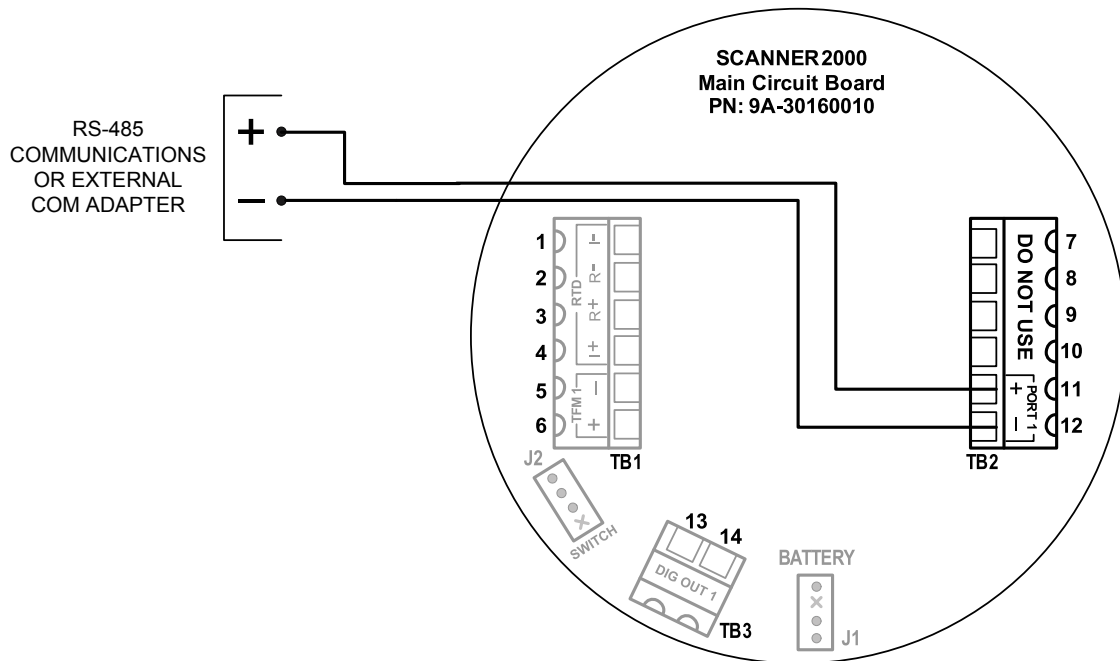 SCANNER 2000
Main Circuit Board
PN: 9A-30160010
RS-485
COMMUNICATIONS
OR EXTERNAL
COM ADAPTER
+
−
1
2
3
4
5
6
RTD
I-
R-
R+
I+
TFM 1
−
+
TB1
DO NOT USE
PORT 1
+
−
7
8
9
10
11
12
TB2
J2
SWITCH
13
14
DIG OUT 1
TB3
BATTERY
J1